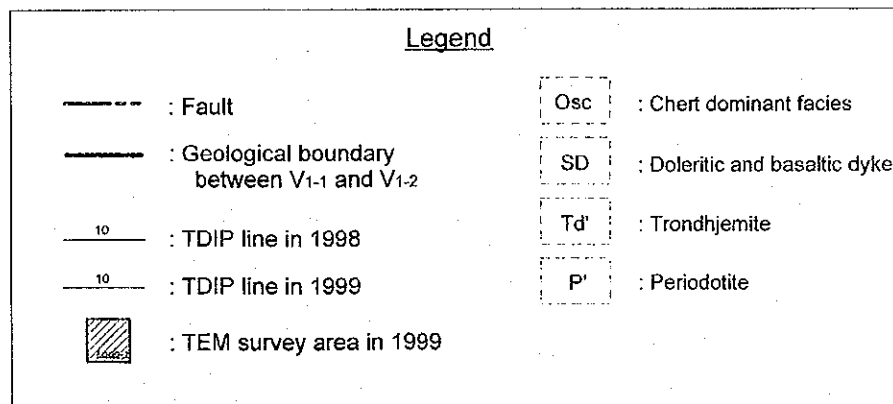 Legend
: Fault
: Geological boundary
between V1-1 and V1-2
10
: TDIP line in 1998
10
: TDIP line in 1999
: TEM survey area in 1999
Osc : Chert dominant facies
SD : Doleritic and basaltic dyke
Td' : Trondhjemite
P' : Periodotite